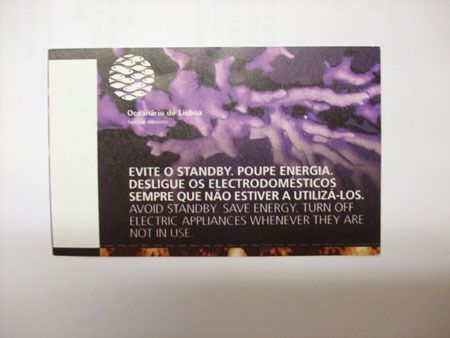 Oceanário de Lisboa
EVITE O STANDBY. POUPE ENERGIA.
DESLIGUE OS ELECTRODOMÉSTICOS
SEMPRE QUE NÃO ESTIVER A UTILIZÁ-LOS.
AVOID STANDBY. SAVE ENERGY. TURN OFF
ELECTRIC APPLIANCES WHENEVER THEY ARE
NOT IN USE.